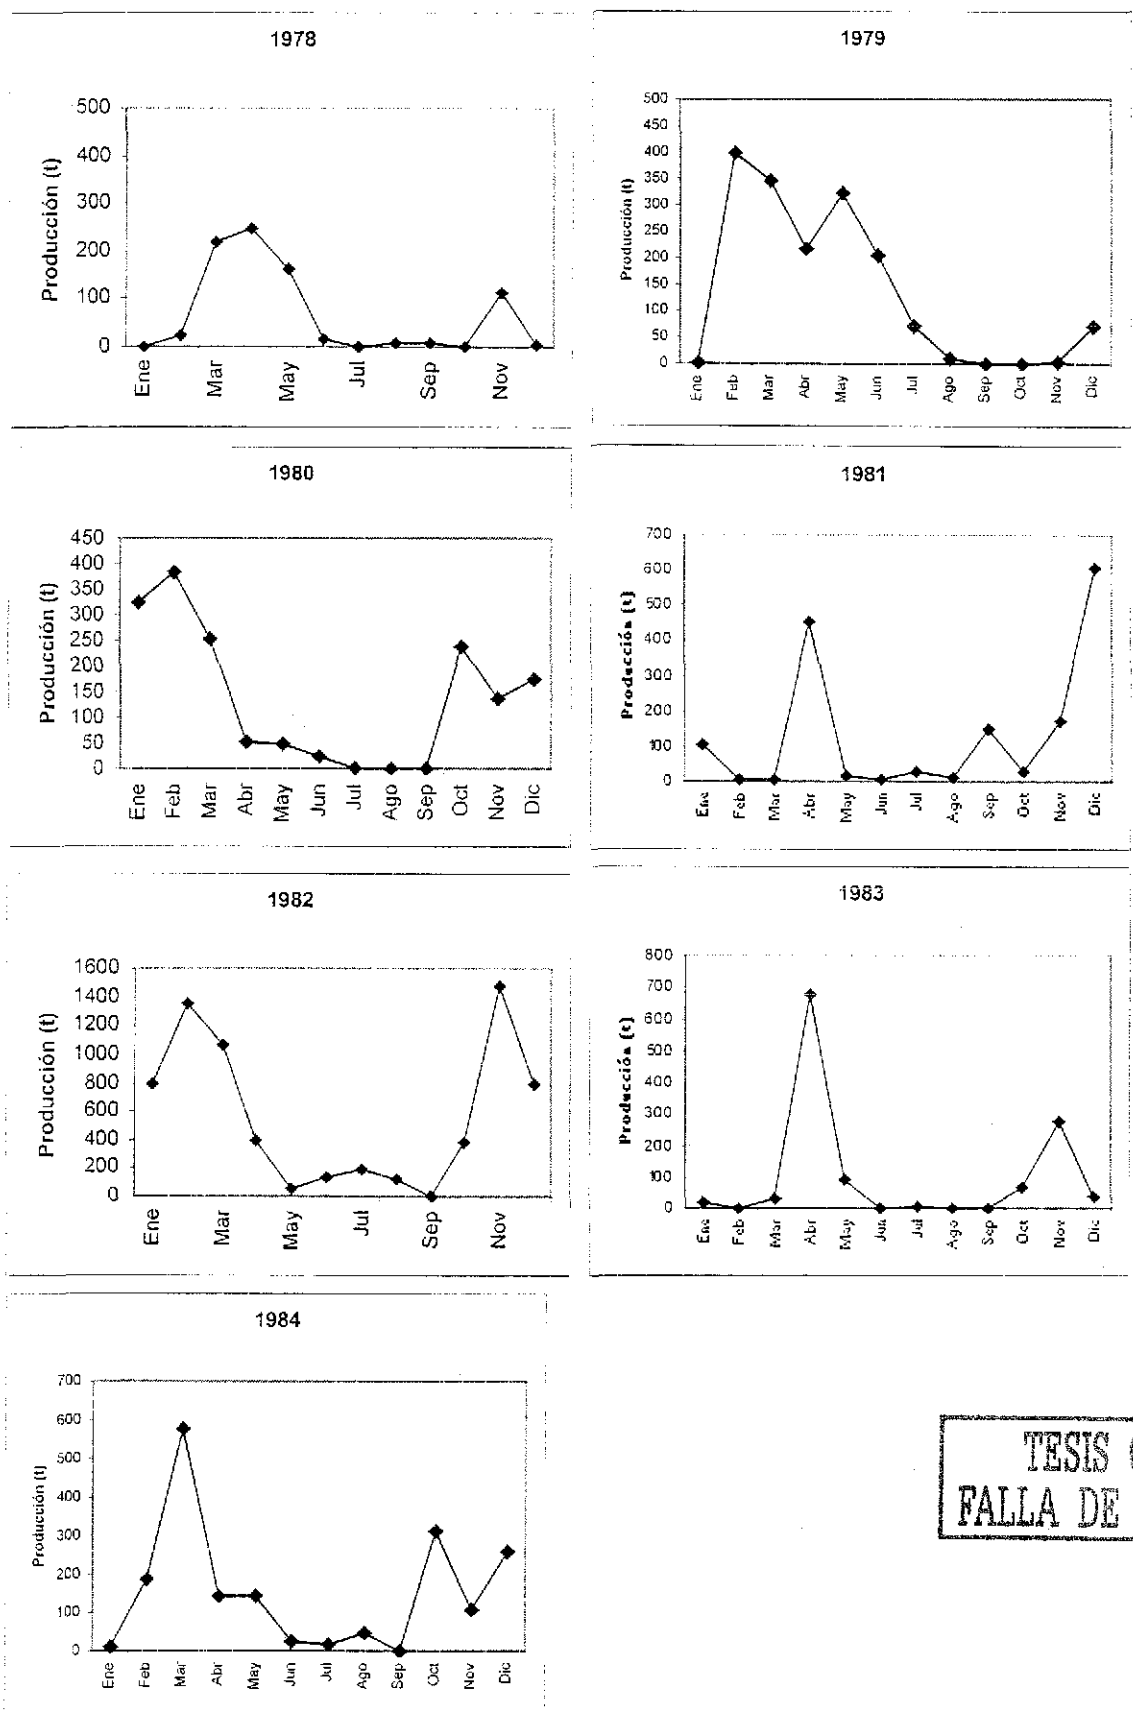 1978
Producción (t)
500
400
300
200
100
0
Ene
Mar
May
Jul
Sep
Nov
1979
Producción (t)
500
450
400
350
300
250
200
150
100
50
0
Ene
Feb
Mar
Abr
May
Jun
Jul
Ago
Sep
Oct
Nov
Dic
1980
Producción (t)
450
400
350
300
250
200
150
100
50
0
Ene
Feb
Mar
Abr
May
Jun
Jul
Ago
Sep
Oct
Nov
Dic
1981
Producción (t)
700
600
500
400
300
200
100
0
Ene
Feb
Mar
Abr
May
Jun
Jul
Ago
Sep
Oct
Nov
Dic
1982
Producción (t)
1600
1400
1200
1000
800
600
400
200
0
Ene
Mar
May
Jul
Sep
Nov
1983
Producción (t)
800
700
600
500
400
300
200
100
0
Ene
Feb
Mar
Abr
May
Jun
Jul
Ago
Sep
Oct
Nov
Dic
1984
Producción (t)
700
600
500
400
300
200
100
0
Ene
Feb
Mar
Abr
May
Jun
Jul
Ago
Sep
Oct
Nov
Dic
TESIS
FALLA DE